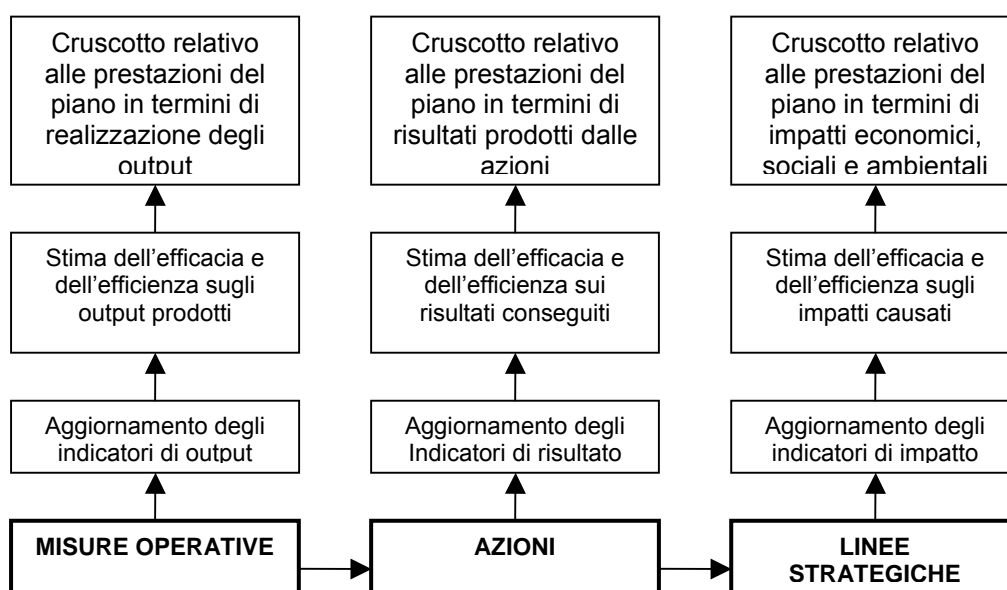 Cruscotto relativo
alle prestazioni del
piano in termini di
realizzazione degli
output
Cruscotto relativo
alle prestazioni del
piano in termini di
risultati prodotti dalle
azioni
Cruscotto relativo
alle prestazioni del
piano in termini di
impatti economici,
sociali e ambientali
Stima dell’efficacia e
dell’efficienza sugli
output prodotti
Stima dell’efficacia e
dell’efficienza sui
risultati conseguiti
Stima dell’efficacia e
dell’efficienza sugli
impatti causati
Aggiornamento degli
indicatori di output
Aggiornamento degli
Indicatori di risultato
Aggiornamento degli
indicatori di impatto
MISURE OPERATIVE
AZIONI
LINEE
STRATEGICHE